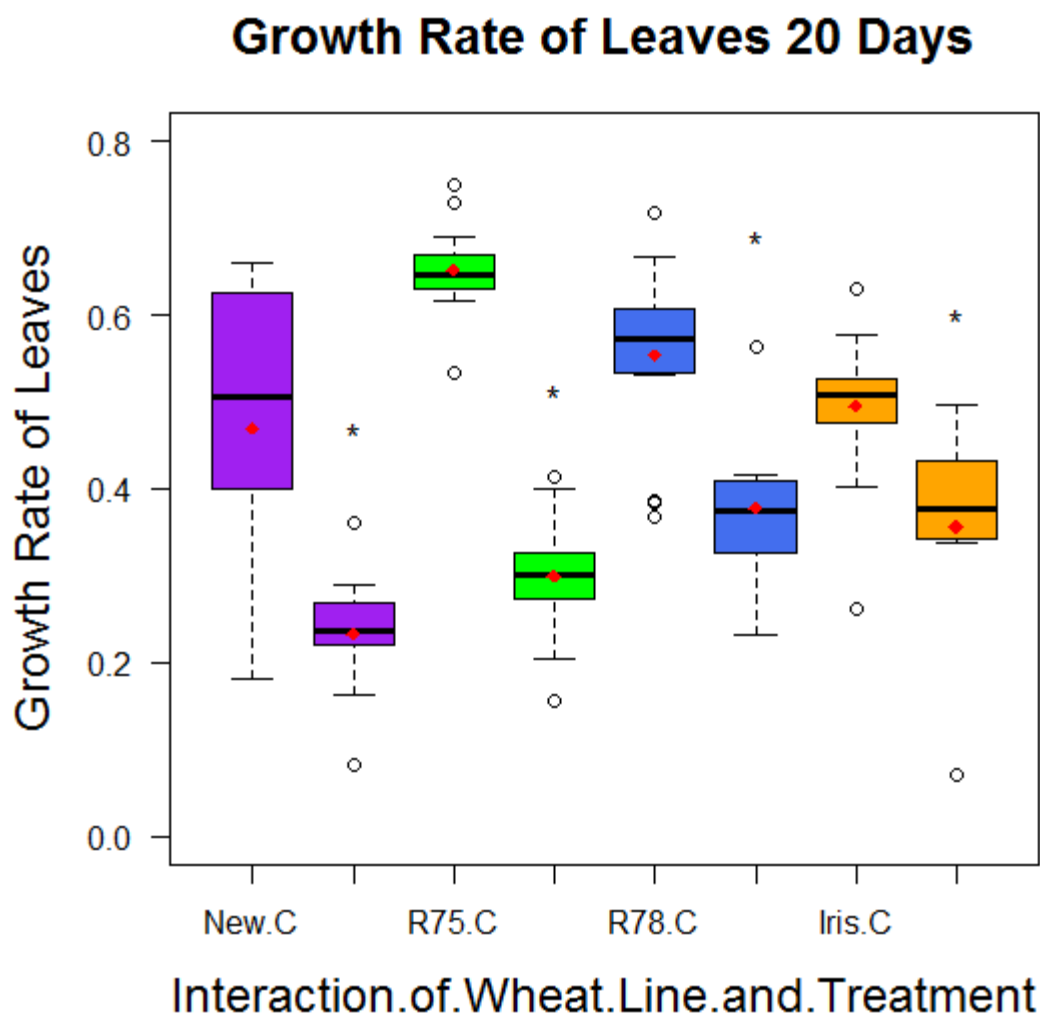 Growth Rate of Leaves 20 Days
Growth Rate of Leaves
0.8
0.6
0.4
0.2
0.0
*
*
*
*
New.C R75.C R78.C Iris.C
Interaction.of.Wheat.Line.and.Treatment